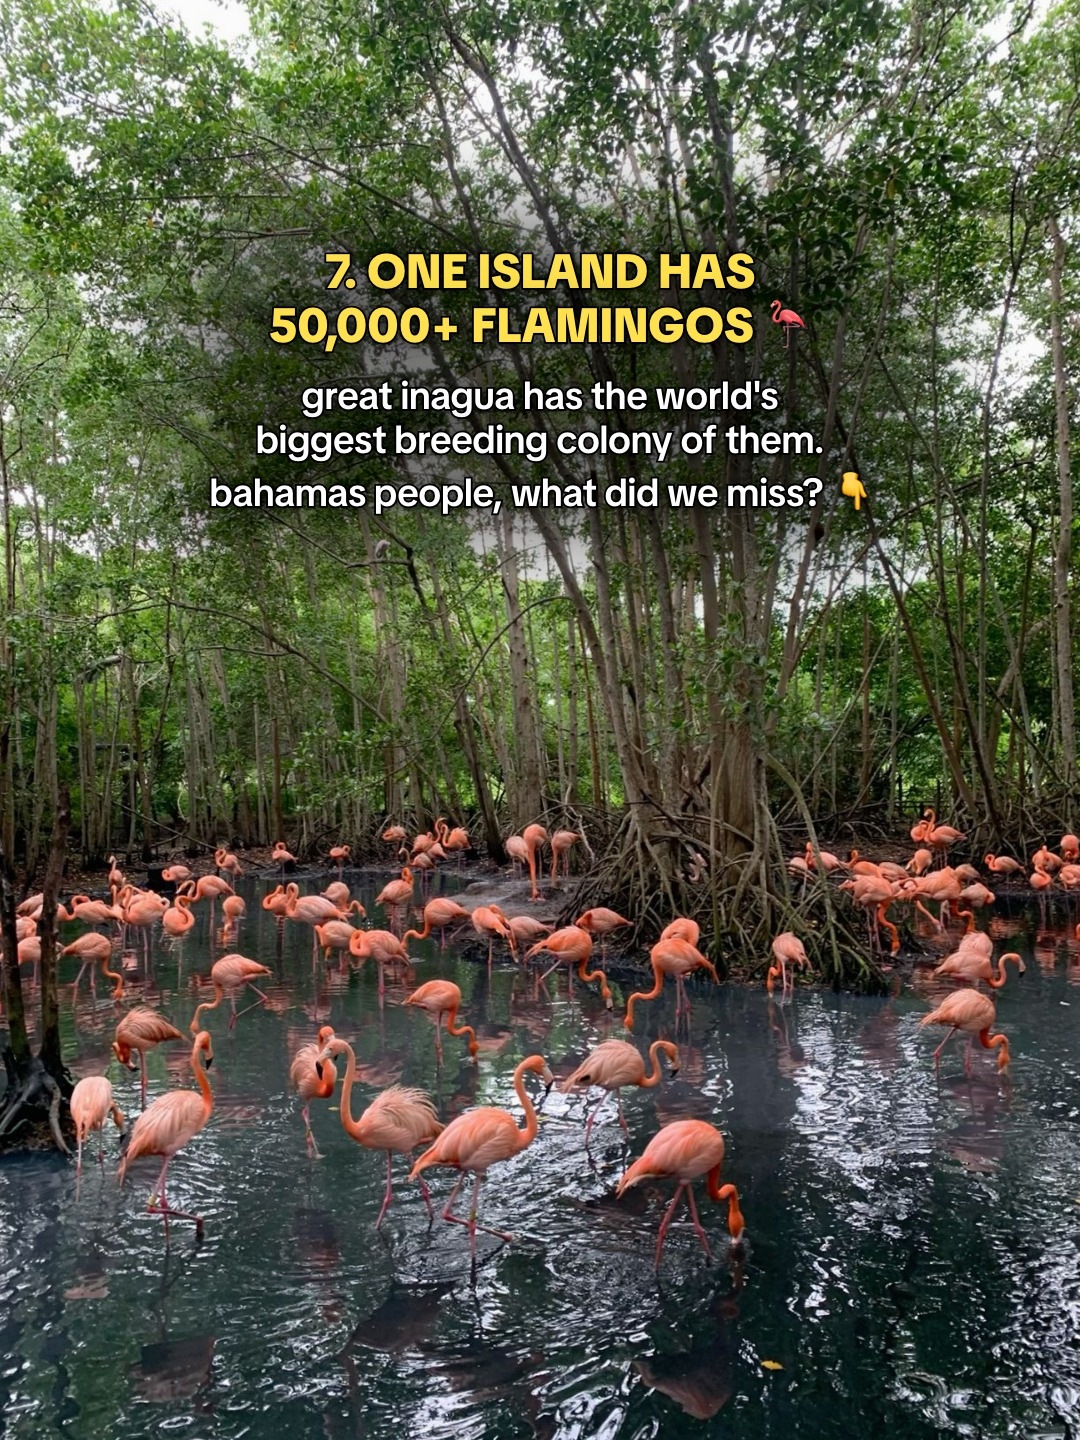 7. ONE ISLAND HAS
50,000+ FLAMINGOS 🦩
great inagua has the world's
biggest breeding colony of them.
bahamas people, what did we miss? 👇